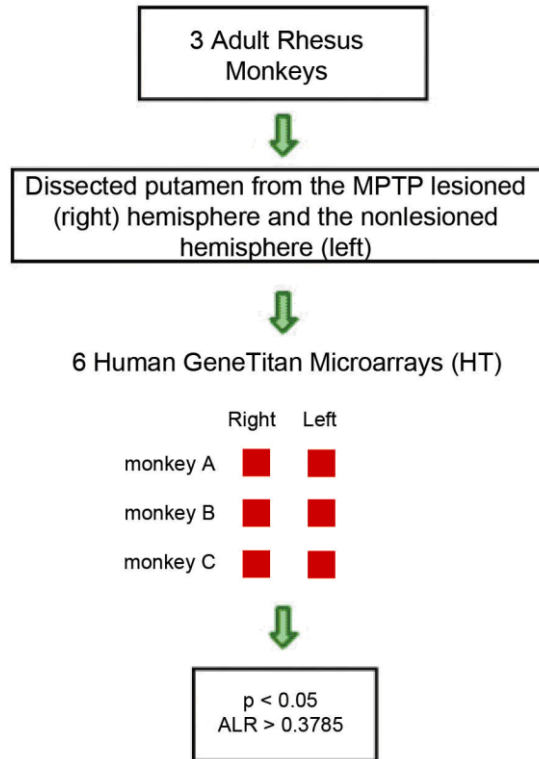 3 Adult Rhesus
Monkeys
Dissected putamen from the MPTP lesioned
(right) hemisphere and the nonlesioned
hemisphere (left)
6 Human GeneTitan Microarrays (HT)
Right Left
monkey A
monkey B
monkey C
p < 0.05
ALR > 0.3785